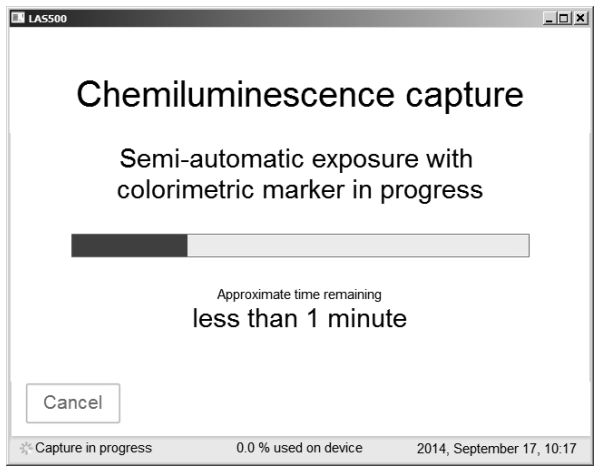 LAS500
Chemiluminescence capture
Semi-automatic exposure with
colorimetric marker in progress
Approximate time remaining
less than 1 minute
Cancel
Capture in progress
0.0 % used on device
2014, September 17, 10:17